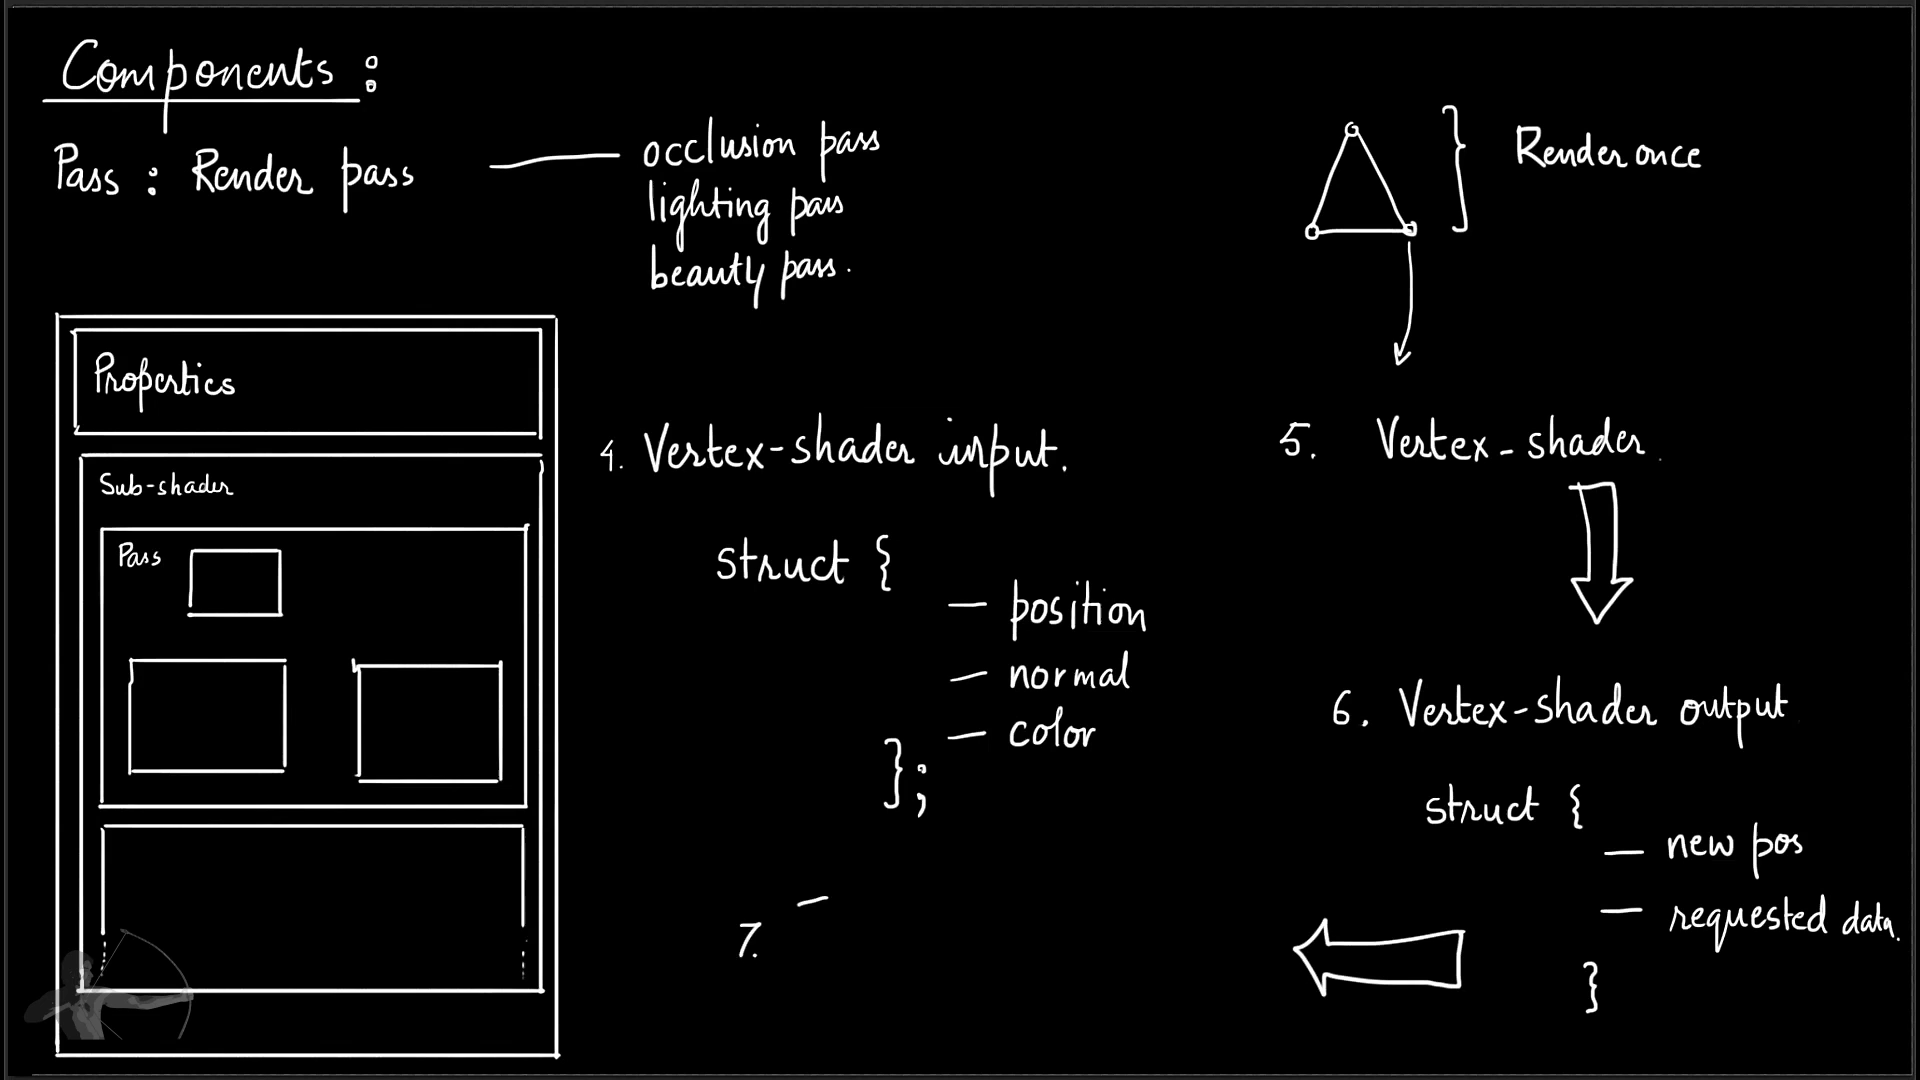 Components :
Pass : Render pass
occlusion pass
lighting pass
beauty pass.
Render once
Properties
Sub-shader
Pass
4. Vertex-shader input.
struct {
— position
— normal
— color
};
5. Vertex-shader.
6. Vertex-shader output
struct {
— new pos
— requested data.
}
7. —